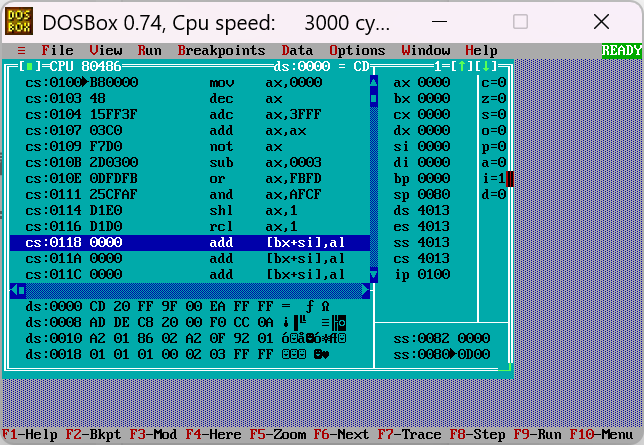 DOS BOX DOSBox 0.74, Cpu speed: 3000 cy...
≡ File View Run Breakpoints Data Options Window Help READY
[■]=CPU 80486 ds:0000 = CD 1=[↑][↓]
cs:0100►B80000 mov ax,0000 ax 0000 c=0
cs:0103 48 dec ax bx 0000 z=0
cs:0104 15FF3F adc ax,3FFF cx 0000 s=0
cs:0107 03C0 add ax,ax dx 0000 o=0
cs:0109 F7D0 not ax si 0000 p=0
cs:010B 2D0300 sub ax,0003 di 0000 a=0
cs:010E 0DFDFB or ax,FBFD bp 0000 i=1
cs:0111 25CFAF and ax,AFCF sp 0080 d=0
cs:0114 D1E0 shl ax,1 ds 4013
cs:0116 D1D0 rcl ax,1 es 4013
cs:0118 0000 add [bx+si],al ss 4013
cs:011A 0000 add [bx+si],al cs 4013
cs:011C 0000 add [bx+si],al ip 0100
ds:0000 CD 20 FF 9F 00 EA FF FF = ƒ Ω
ds:0008 AD DE C8 20 00 F0 CC 0A ¡▐╚ ≡╠◙
ds:0010 A2 01 86 02 A2 0F 92 01 ó☺å☻ó☼Æ☺ ss:0082 0000
ds:0018 01 01 01 00 02 03 FF FF ☺☺☺ ☻♥ ss:0080►0D00
F1-Help F2-Bkpt F3-Mod F4-Here F5-Zoom F6-Next F7-Trace F8-Step F9-Run F10-Menu